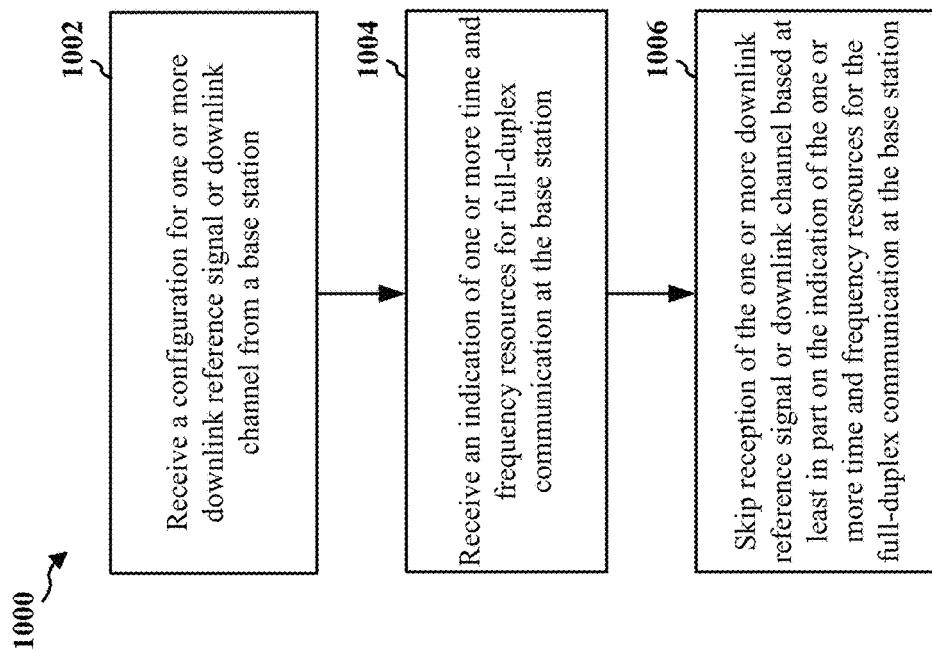 1000
1002
Receive a configuration for one or more
downlink reference signal or downlink
channel from a base station
1004
Receive an indication of one or more time and
frequency resources for full-duplex
communication at the base station
1006
Skip reception of the one or more downlink
reference signal or downlink channel based at
least in part on the indication of the one or
more time and frequency resources for the
full-duplex communication at the base station